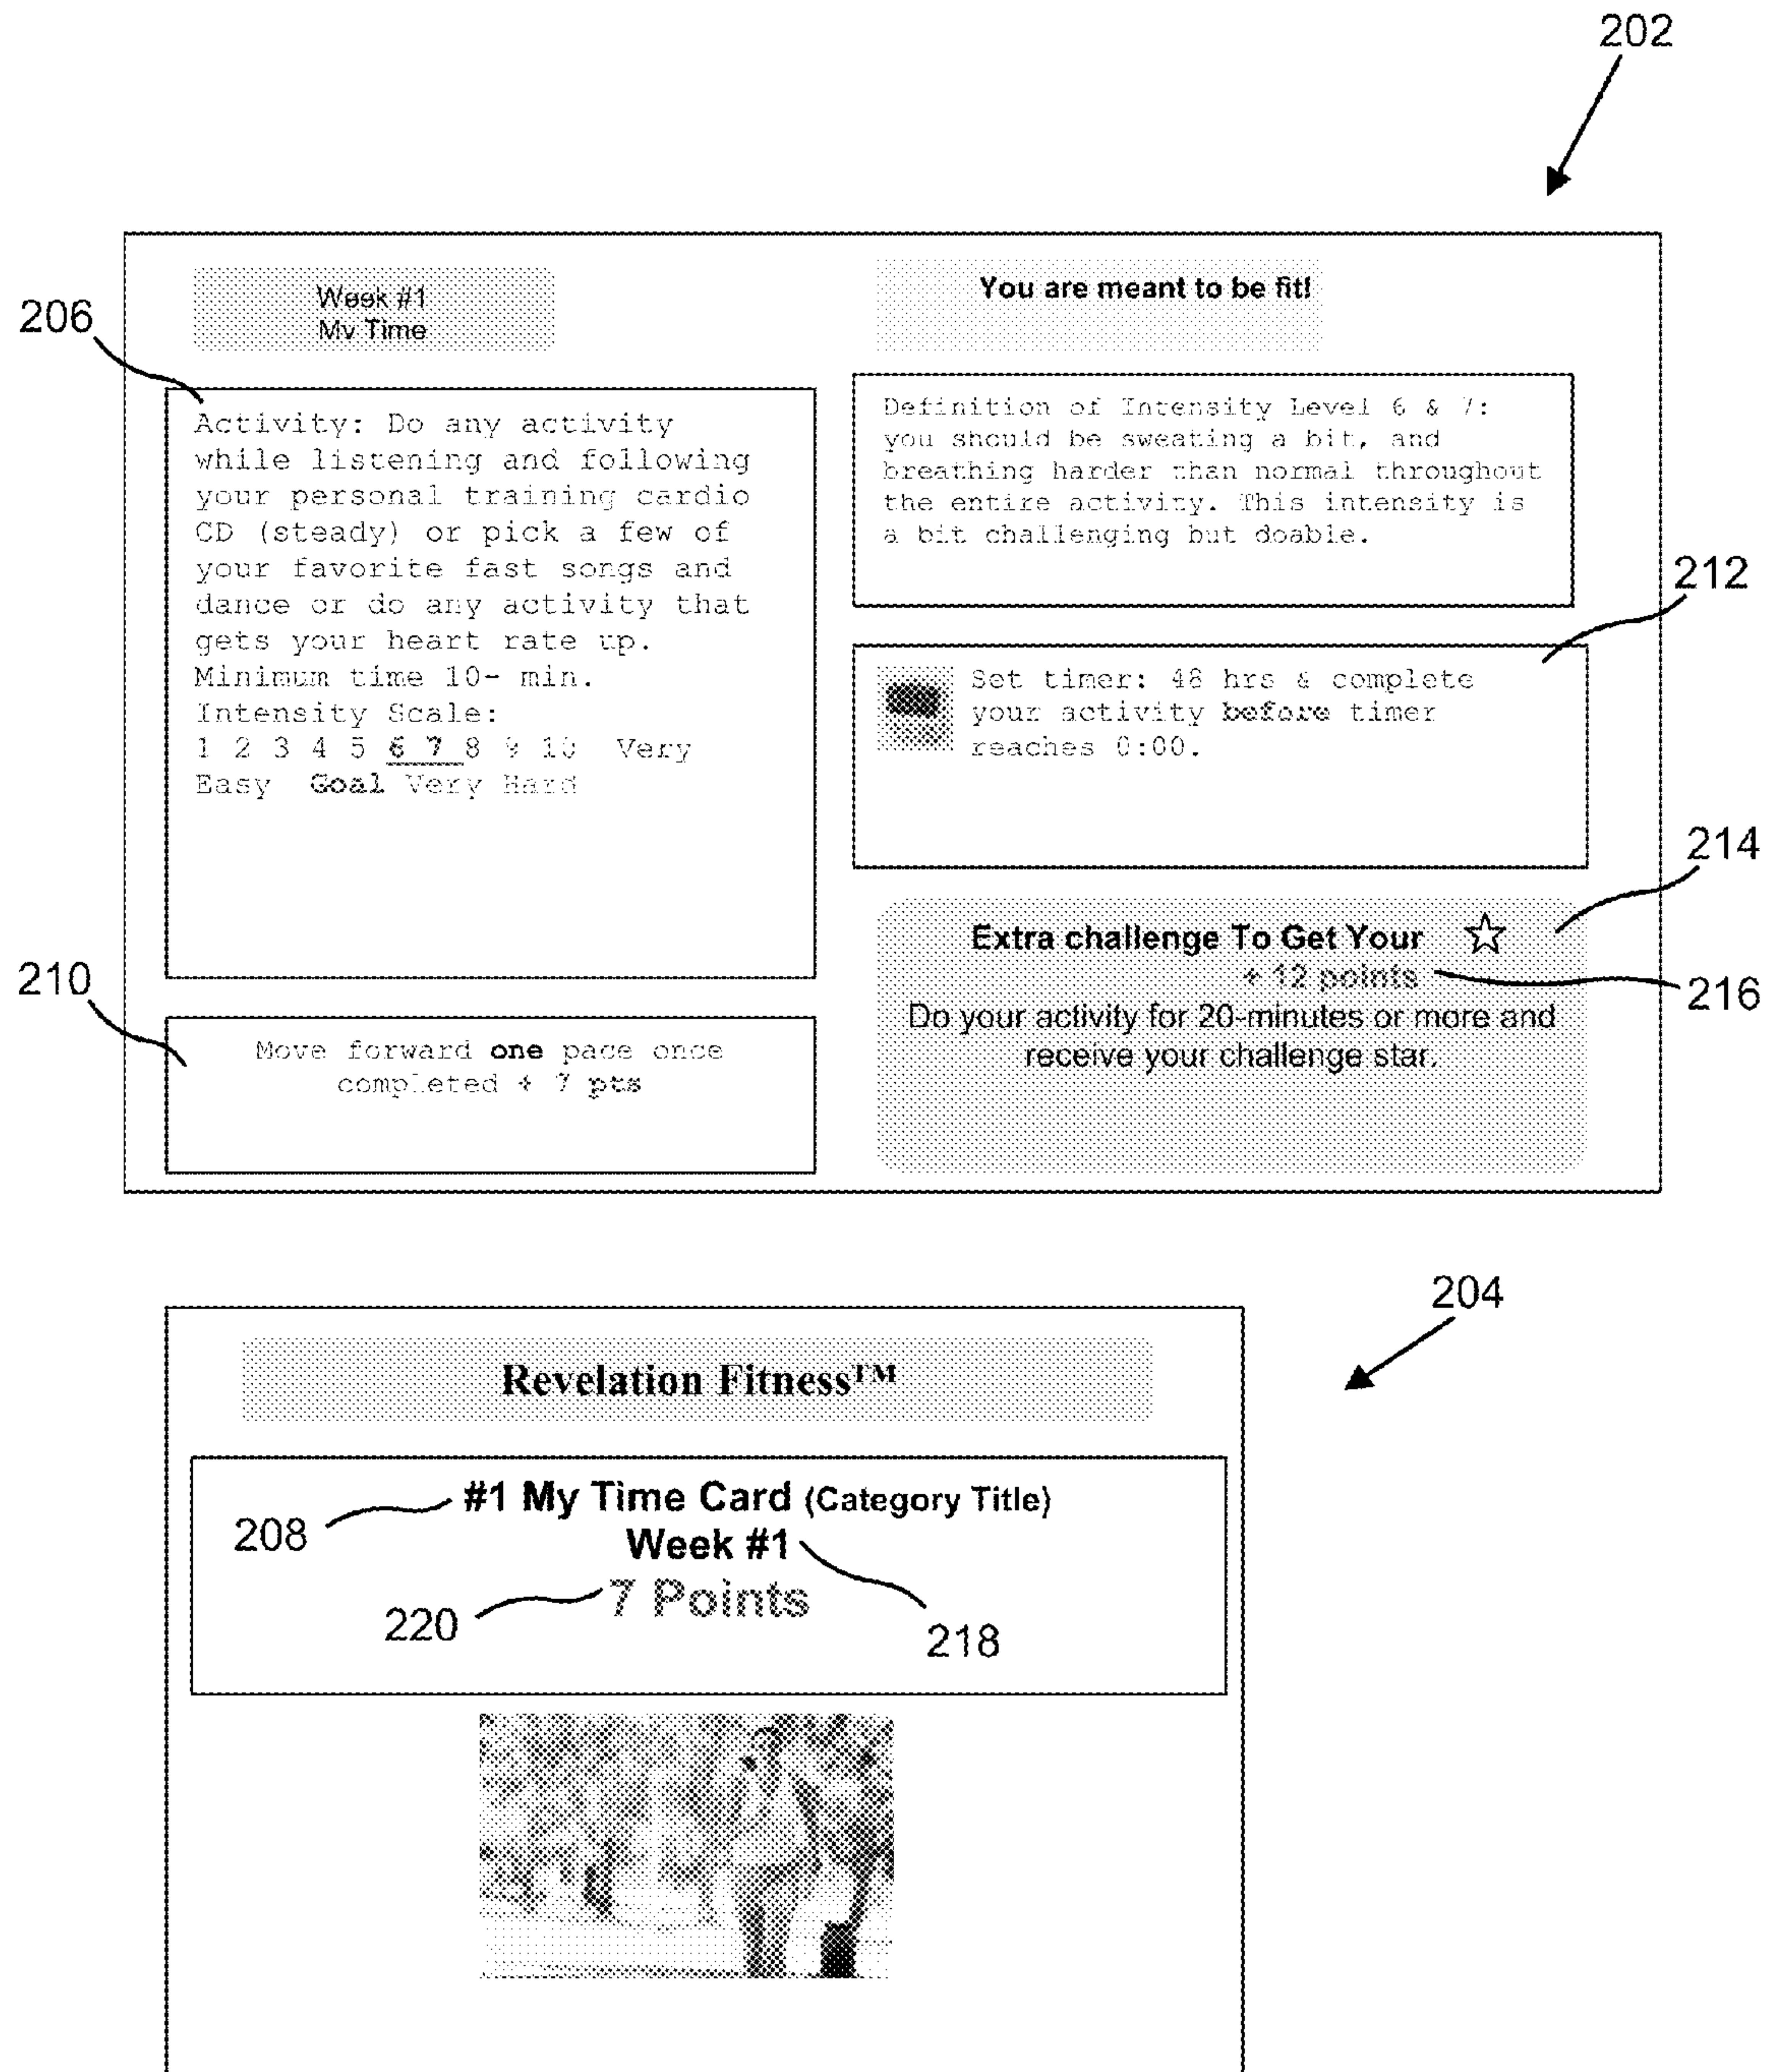 202
Week #1
My Time
You are meant to be fit!
206
Activity: Do any activity
while listening and following
your personal training cardio
CD (steady) or pick a few of
your favorite fast songs and
dance or do any activity that
gets your heart rate up.
Minimum time 10- min.
Intensity Scale:
1 2 3 4 5 6 7 8 9 10 Very
Easy Goal Very Hard
Definition of Intensity Level 6 & 7:
you should be sweating a bit, and
breathing harder than normal throughout
the entire activity. This intensity is
a bit challenging but doable.
212
Set timer: 48 hrs & complete
your activity before timer
reaches 0:00.
214
Extra challenge To Get Your ☆
+ 12 points
216
Do your activity for 20-minutes or more and
receive your challenge star.
210
Move forward one pace once
completed + 7 pts
204
Revelation Fitness™
#1 My Time Card (Category Title)
208
Week #1
7 Points
220
218